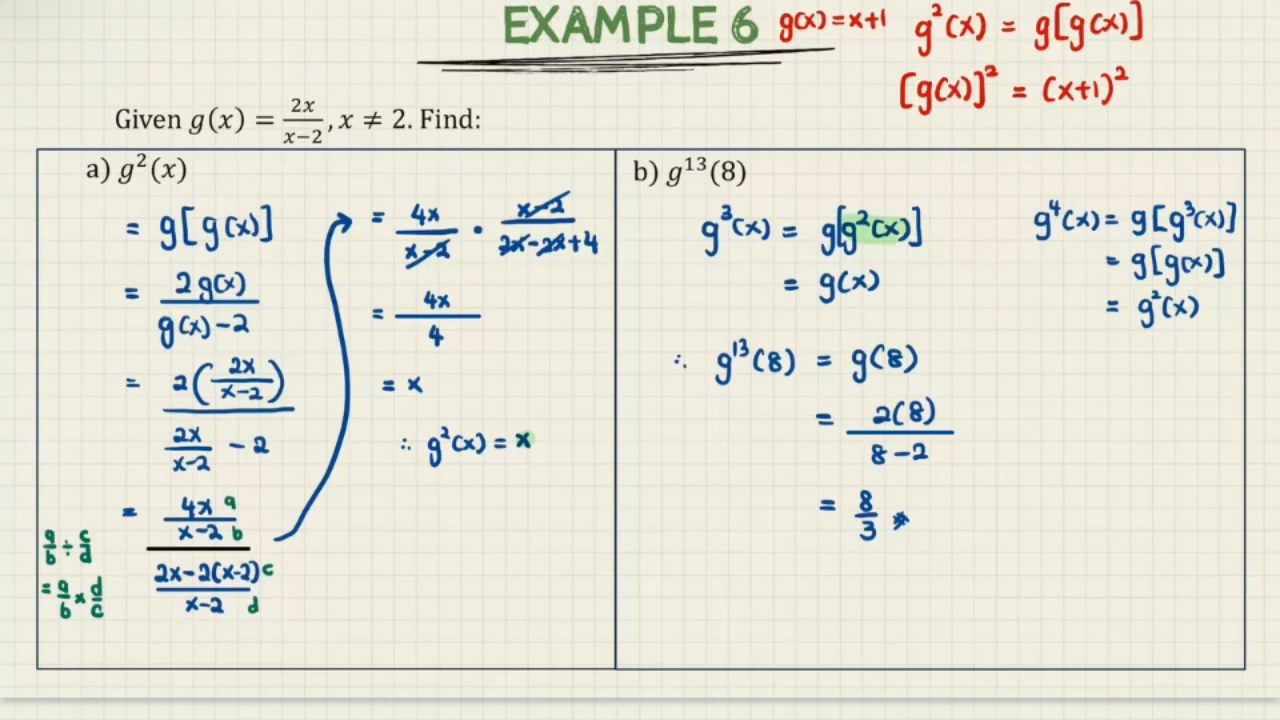 EXAMPLE 6
g(x) = x+1
g²(x) = g[g(x)]
[g(x)]² = (x+1)²
Given g(x) = 2x/(x−2), x ≠ 2. Find:
a) g²(x)
= g[g(x)]
= 2g(x)/(g(x)−2)
= 2(2x/(x−2))/(2x/(x−2) − 2)
= (4x/(x−2))/((2x−2(x−2))/(x−2))
a
b
c
d
a/b ÷ c/d
= a/b × d/c
= 4x/(x−2) · (x−2)/(2x−2x+4)
= 4x/4
= x
∴ g²(x) = x
b) g¹³(8)
g³(x) = g[g²(x)]
= g(x)
g⁴(x) = g[g³(x)]
= g[g(x)]
= g²(x)
∴ g¹³(8) = g(8)
= 2(8)/(8−2)
= 8/3 *